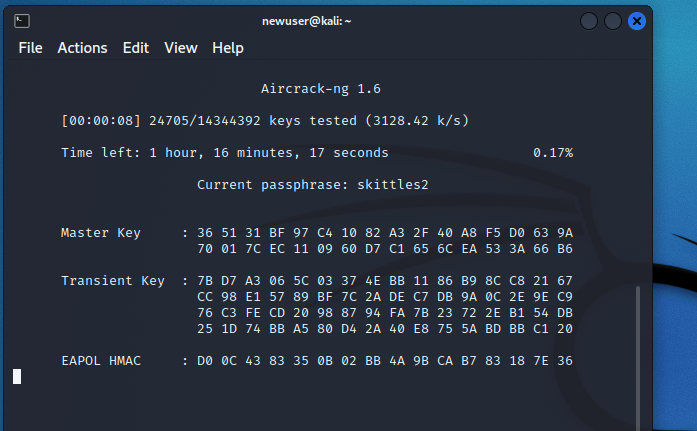 newuser@kali: ~
File Actions Edit View Help
Aircrack-ng 1.6
[00:00:08] 24705/14344392 keys tested (3128.42 k/s)
Time left: 1 hour, 16 minutes, 17 seconds 0.17%
Current passphrase: skittles2
Master Key : 36 51 31 BF 97 C4 10 82 A3 2F 40 A8 F5 D0 63 9A
70 01 7C EC 11 09 60 D7 C1 65 6C EA 53 3A 66 B6
Transient Key : 7B D7 A3 06 5C 03 37 4E BB 11 86 B9 8C C8 21 67
CC 98 E1 57 89 BF 7C 2A DE C7 DB 9A 0C 2E 9E C9
76 C3 FE CD 20 98 87 94 FA 7B 23 72 2E B1 54 DB
25 1D 74 BB A5 80 D4 2A 40 E8 75 5A BD BB C1 20
EAPOL HMAC : D0 0C 43 83 35 0B 02 BB 4A 9B CA B7 83 18 7E 36